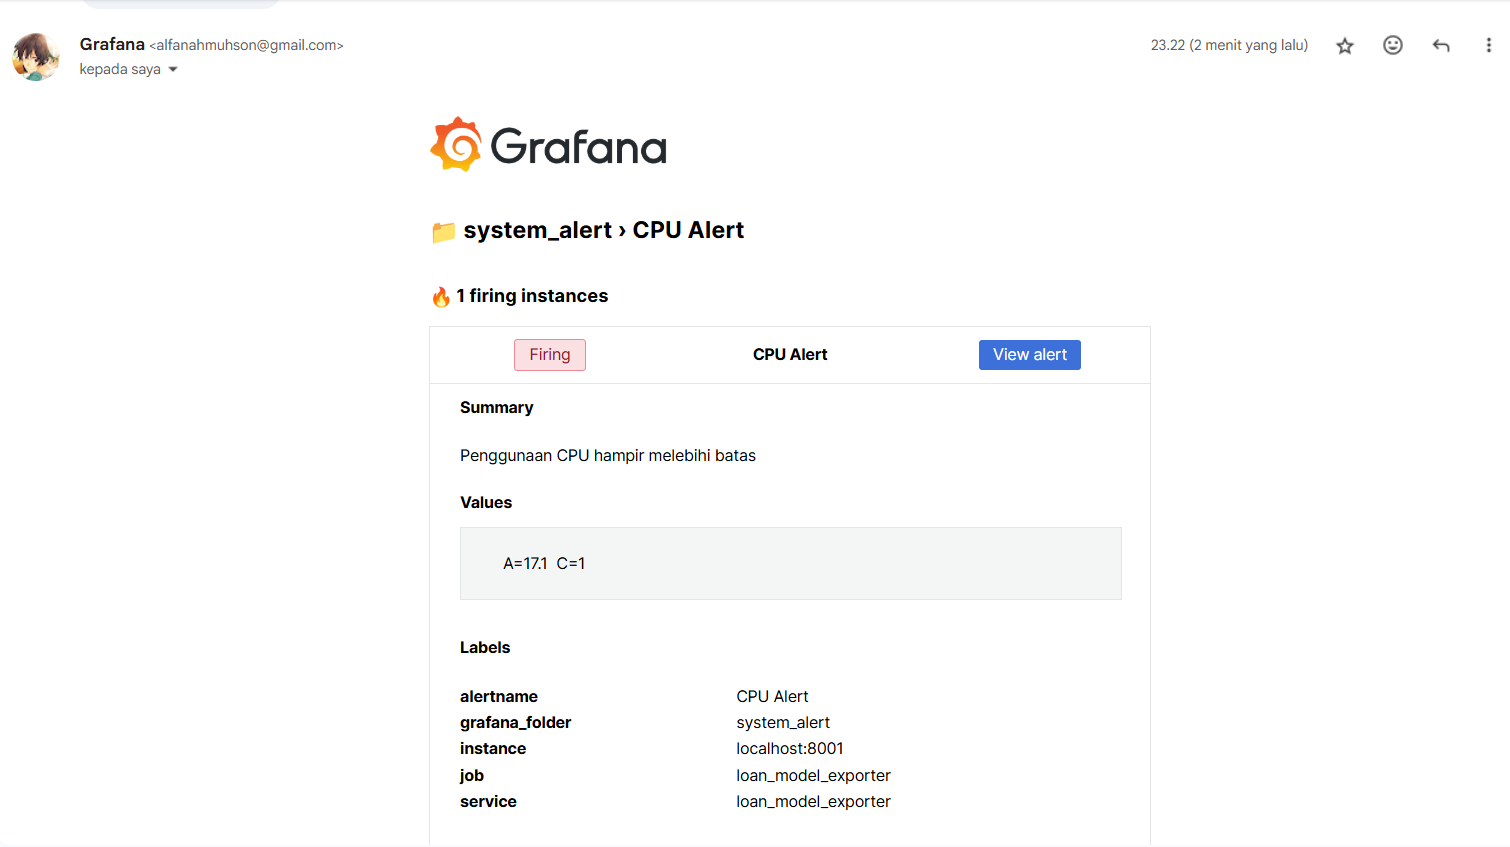 Grafana <alfanahmuhson@gmail.com>
23.22 (2 menit yang lalu)
kepada saya
Grafana
system_alert › CPU Alert
1 firing instances
Firing CPU Alert View alert
Summary
Penggunaan CPU hampir melebihi batas
Values
A=17.1 C=1
Labels
alertname CPU Alert
grafana_folder system_alert
instance localhost:8001
job loan_model_exporter
service loan_model_exporter